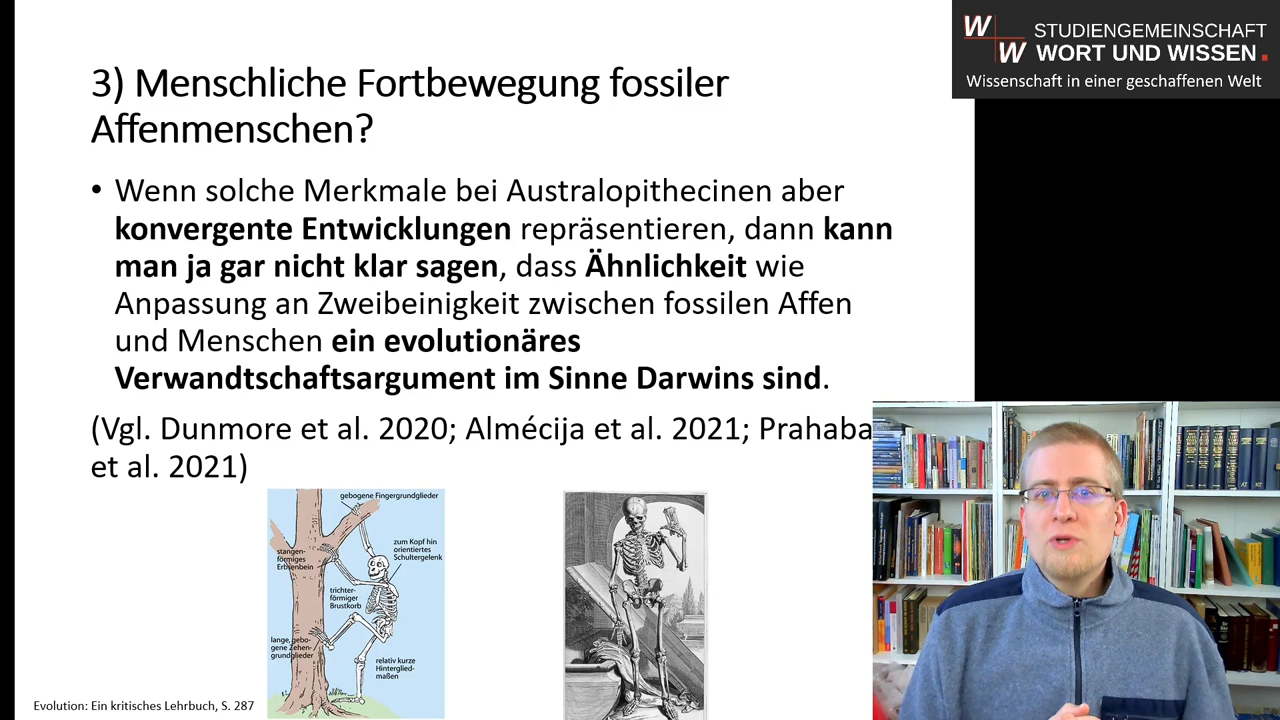 W
W
STUDIENGEMEINSCHAFT
WORT UND WISSEN.
Wissenschaft in einer geschaffenen Welt
3) Menschliche Fortbewegung fossiler
Affenmenschen?
• Wenn solche Merkmale bei Australopithecinen aber
konvergente Entwicklungen repräsentieren, dann kann
man ja gar nicht klar sagen, dass Ähnlichkeit wie
Anpassung an Zweibeinigkeit zwischen fossilen Affen
und Menschen ein evolutionäres
Verwandtschaftsargument im Sinne Darwins sind.
(Vgl. Dunmore et al. 2020; Almécija et al. 2021; Prahaba
et al. 2021)
gebogene Fingergrundglieder
zum Kopf hin
orientiertes
Schultergelenk
stangen-
förmiges
Erbsenbein
trichter-
förmiger
Brustkorb
lange, gebo-
gene Zehen-
grundglieder
relativ kurze
Hinterglied-
maßen
Evolution: Ein kritisches Lehrbuch, S. 287